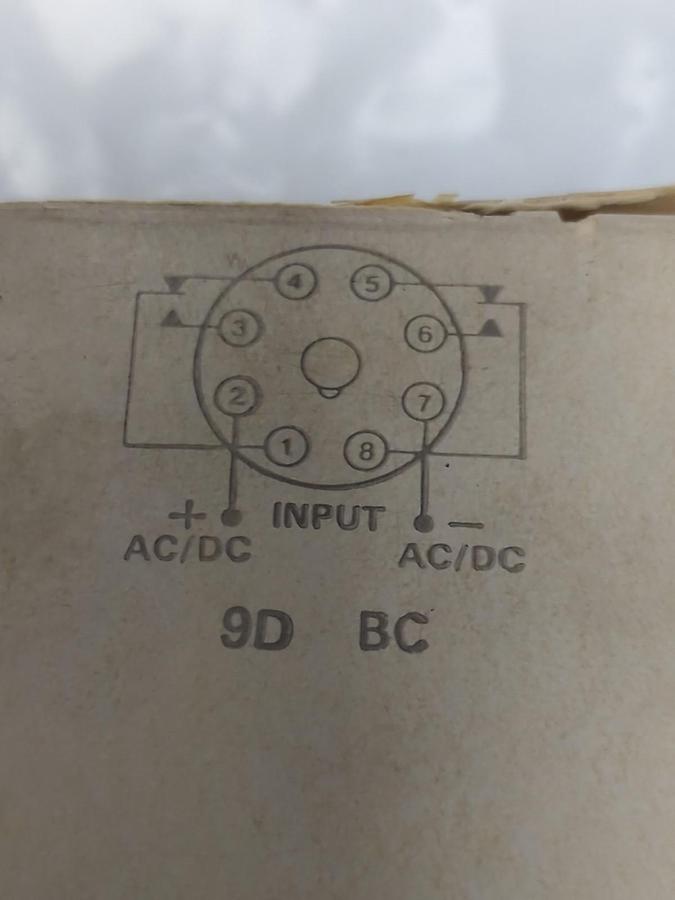 4 5
3 6
2 7
1 8
+ INPUT −
AC/DC AC/DC
9D BC